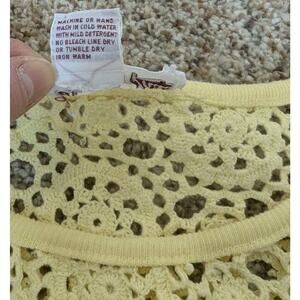 MACHINE OR HAND
WASH IN COLD WATER
WITH MILD DETERGENT
NO BLEACH LINE DRY
OR TUMBLE DRY
IRON WARM